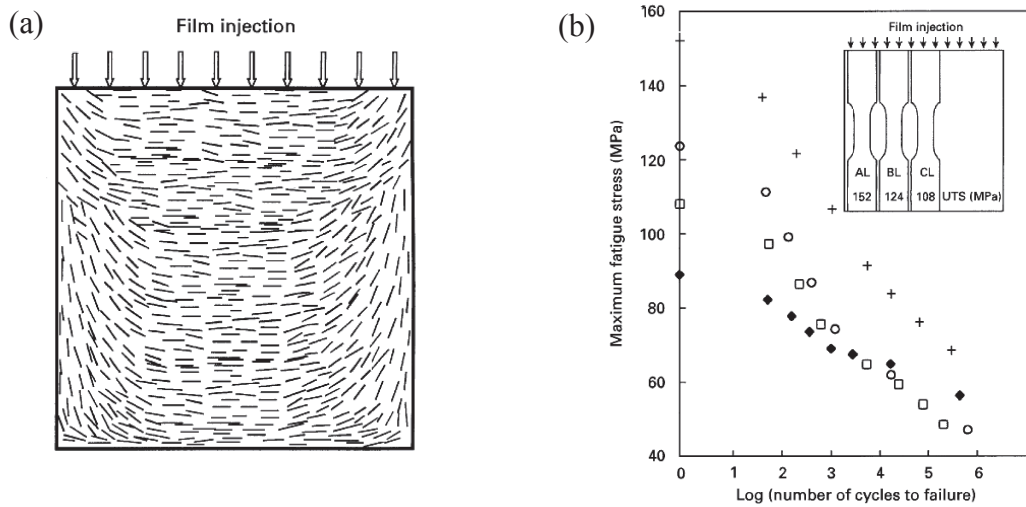 (a)
Film injection
(b)
Maximum fatigue stress (MPa)
160
140
120
100
80
60
40
0
1
2
3
4
5
6
Log (number of cycles to failure)
Film injection
AL BL CL
152 124 108 UTS (MPa)